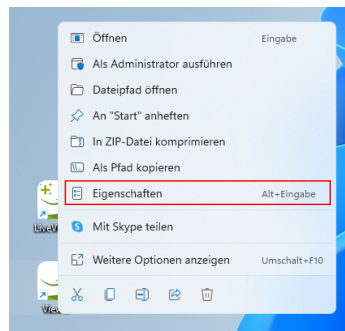 Öffnen Eingabe
Als Administrator ausführen
Dateipfad öffnen
An "Start" anheften
In ZIP-Datei komprimieren
Als Pfad kopieren
Eigenschaften Alt+Eingabe
Mit Skype teilen
Weitere Optionen anzeigen Umschalt+F10